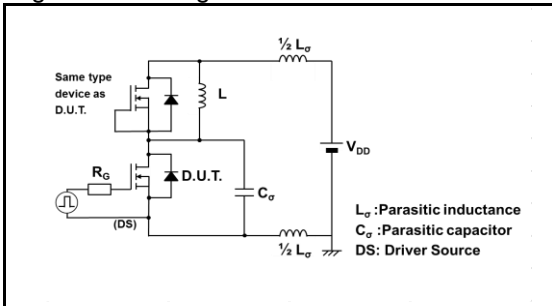 ½ Lσ
Same type
device as
D.U.T.
L
VDD
RG
D.U.T.
Cσ
(DS)
½ Lσ
Lσ :Parasitic inductance
Cσ :Parasitic capacitor
DS: Driver Source